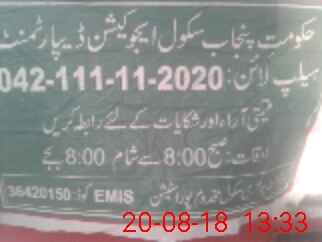 حکومت پنجاب سکول ایجوکیشن ڈیپارٹمنٹ
ہیلپ لائن: 042-111-11-2020
قیمتی آراء اور شکایات کے لئے رابطہ کریں
اوقات: صبح 8:00 سے شام 8:00 بجے
EMIS کوڈ: 36420150
20-08-18 13:33